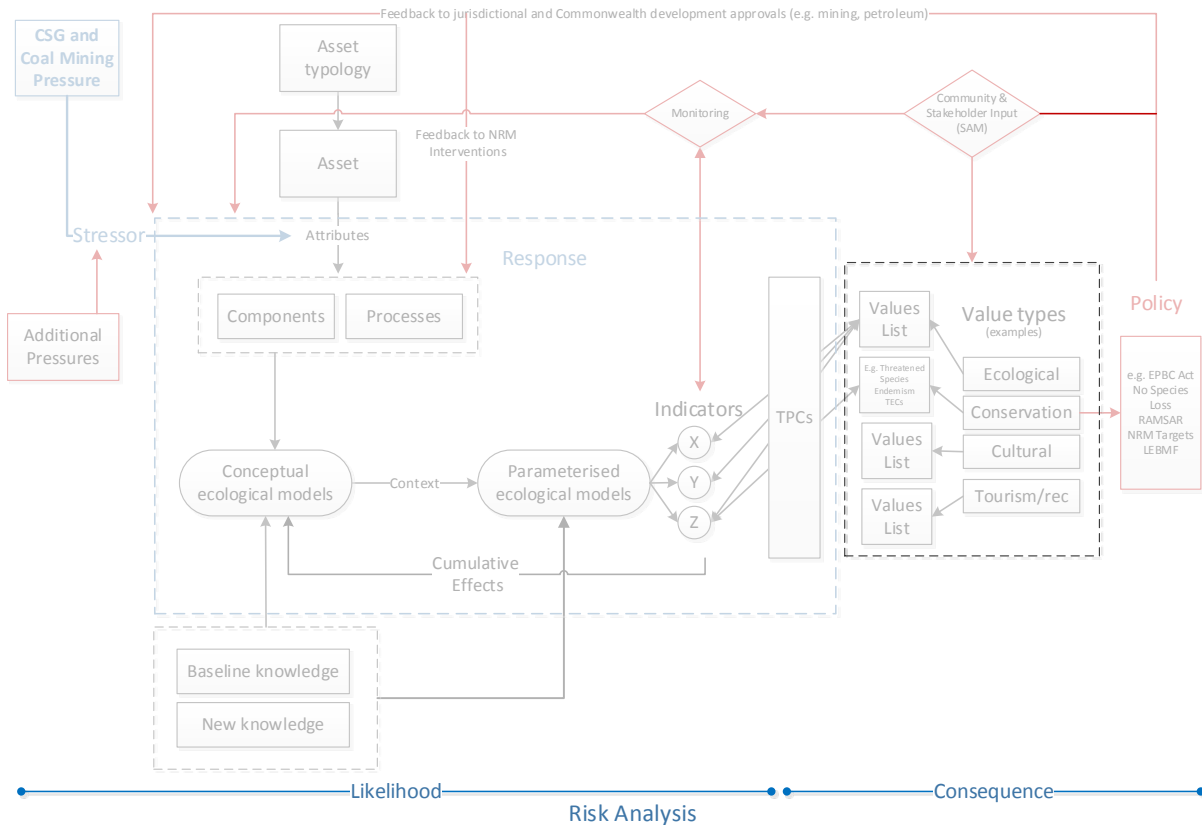 Feedback to jurisdictional and Commonwealth development approvals (e.g. mining, petroleum)
CSG and
Coal Mining
Pressure
Asset
typology
Monitoring
Community &
Stakeholder Input
(SAM)
Feedback to NRM
Interventions
Asset
Stressor
Attributes
Response
Components
Processes
Additional
Pressures
Values
List
Value types
(examples)
Policy
E.g. Threatened
Species
Endemism
TECs
Ecological
Conservation
Cultural
Tourism/rec
Values
List
Values
List
e.g. EPBC Act
No Species
Loss
RAMSAR
NRM Targets
LEBMF
Indicators
X
Y
Z
TPCs
Conceptual
ecological models
Context
Parameterised
ecological models
Cumulative
Effects
Baseline knowledge
New knowledge
Likelihood
Consequence
Risk Analysis